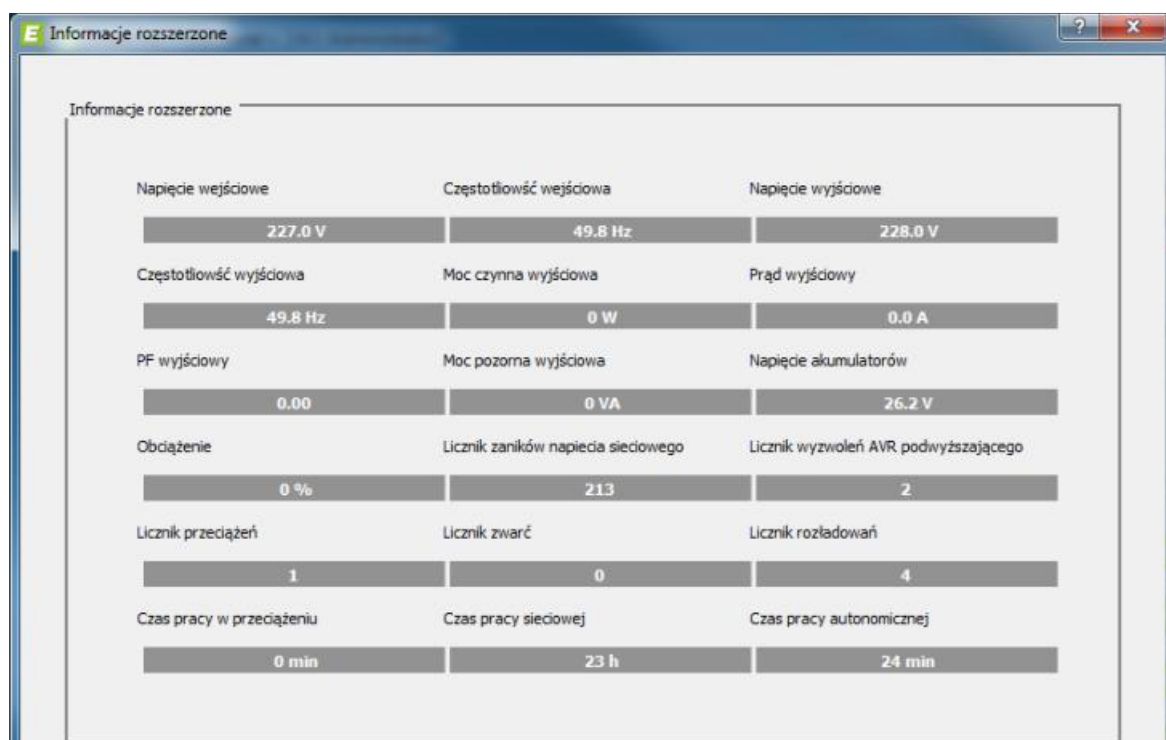 E Informacje rozszerzone
? X
Informacje rozszerzone
Napięcie wejściowe Częstotliowść wejściowa Napięcie wyjściowe
227.0 V 49.8 Hz 228.0 V
Częstotliowść wyjściowa Moc czynna wyjściowa Prąd wyjściowy
49.8 Hz 0 W 0.0 A
PF wyjściowy Moc pozorna wyjściowa Napięcie akumulatorów
0.00 0 VA 26.2 V
Obciążenie Licznik zaników napiecia sieciowego Licznik wyzwoleń AVR podwyższającego
0 % 213 2
Licznik przeciążeń Licznik zwarć Licznik rozładowań
1 0 4
Czas pracy w przeciążeniu Czas pracy sieciowej Czas pracy autonomicznej
0 min 23 h 24 min